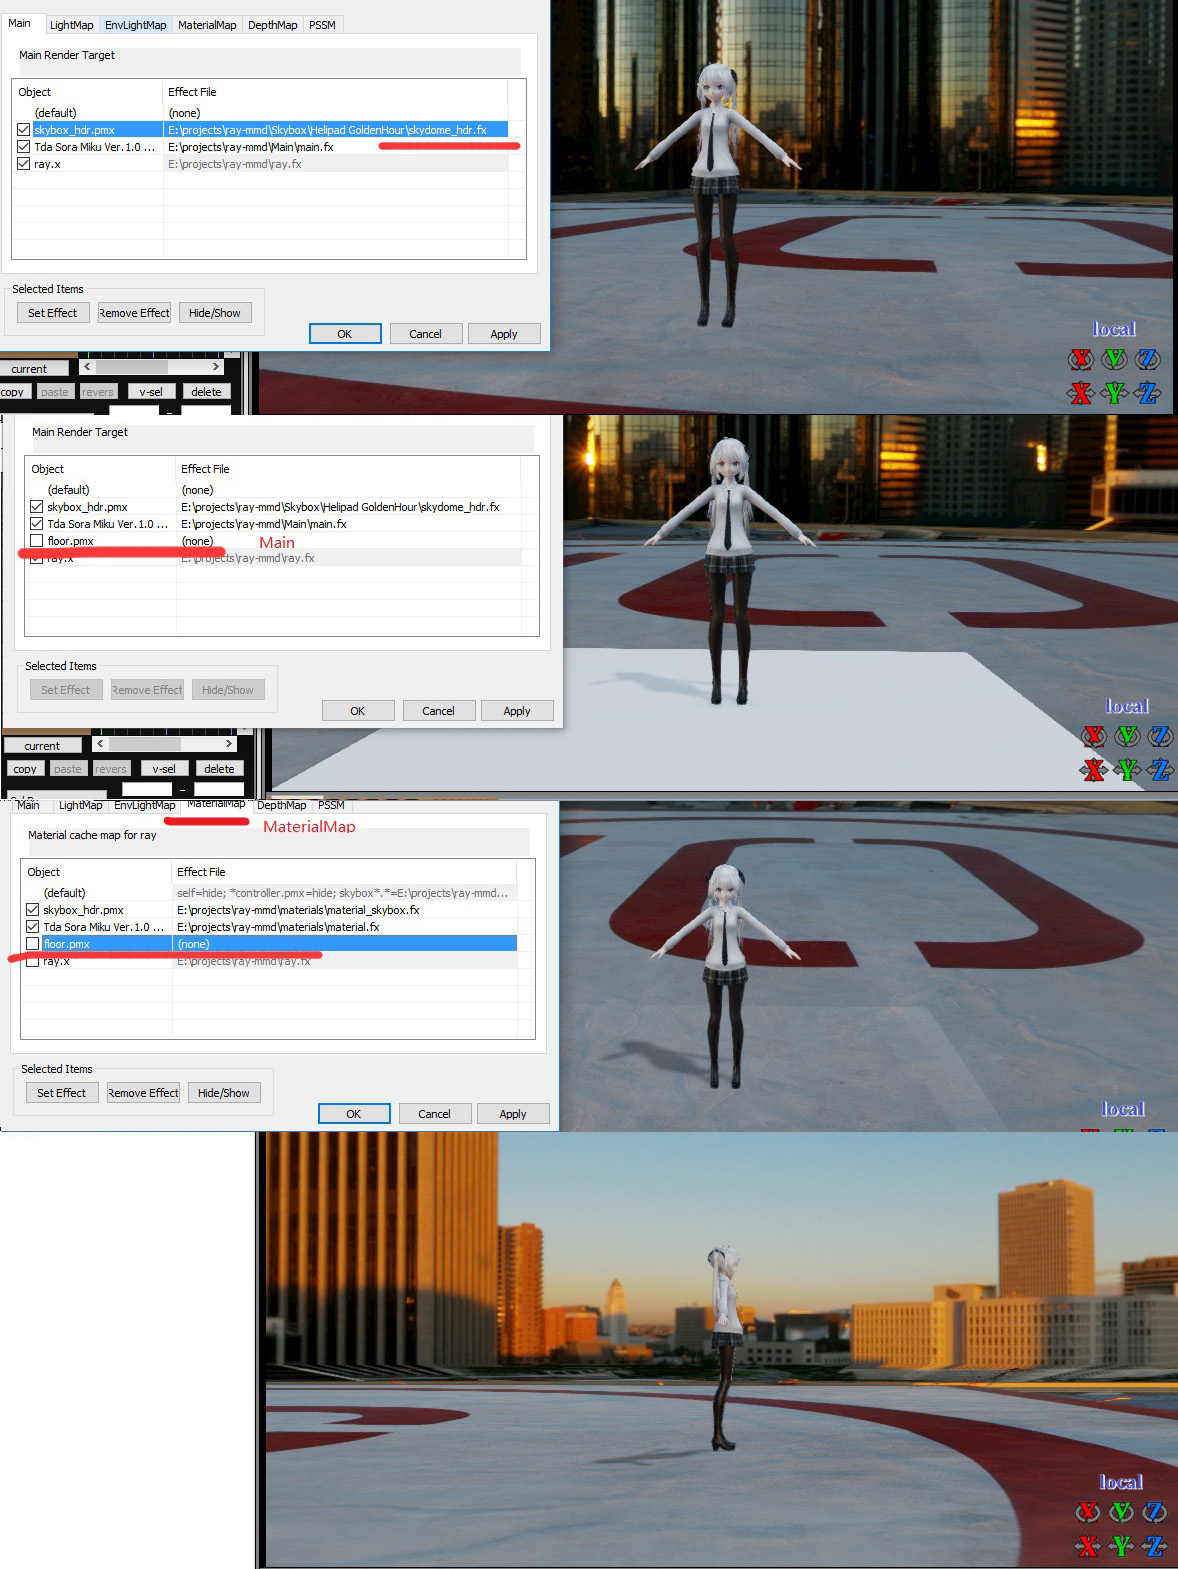 Main LightMap EnvLightMap MaterialMap DepthMap PSSM
Main Render Target
Object Effect File
(default) (none)
skybox_hdr.pmx E:\projects\ray-mmd\Skybox\Helipad GoldenHour\skydome_hdr.fx
Tda Sora Miku Ver.1.0 ... E:\projects\ray-mmd\Main\main.fx
ray.x E:\projects\ray-mmd\ray.fx
Selected Items
Set Effect Remove Effect Hide/Show
OK Cancel Apply
local
X Y Z
X Y Z
current < >
copy paste revers v-sel delete
-
Main Render Target
Object Effect File
(default) (none)
skybox_hdr.pmx E:\projects\ray-mmd\Skybox\Helipad GoldenHour\skydome_hdr.fx
Tda Sora Miku Ver.1.0 ... E:\projects\ray-mmd\Main\main.fx
floor.pmx (none) Main
ray.x E:\projects\ray-mmd\ray.fx
Selected Items
Set Effect Remove Effect Hide/Show
OK Cancel Apply
local
X Y Z
X Y Z
current < >
copy paste revers v-sel delete
-
Main LightMap EnvLightMap MaterialMap DepthMap PSSM
MaterialMap
Material cache map for ray
Object Effect File
(default) self=hide; *controller.pmx=hide; skybox*.*=E:\projects\ray-mmd...
skybox_hdr.pmx E:\projects\ray-mmd\materials\material_skybox.fx
Tda Sora Miku Ver.1.0 ... E:\projects\ray-mmd\materials\material.fx
floor.pmx (none)
ray.x E:\projects\ray-mmd\ray.fx
Selected Items
Set Effect Remove Effect Hide/Show
OK Cancel Apply
local
local
X Y Z
X Y Z